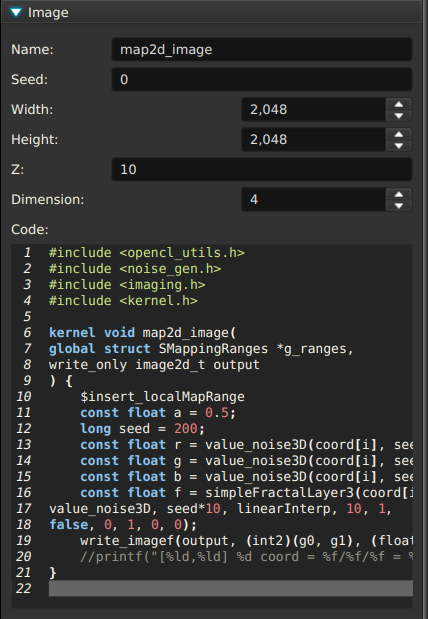 Image
Name: map2d_image
Seed: 0
Width: 2,048
Height: 2,048
Z: 10
Dimension: 4
Code:
1 #include <opencl_utils.h>
2 #include <noise_gen.h>
3 #include <imaging.h>
4 #include <kernel.h>
5
6 kernel void map2d_image(
7 global struct SMappingRanges *g_ranges,
8 write_only image2d_t output
9 ) {
10 $insert_localMapRange
11 const float a = 0.5;
12 long seed = 200;
13 const float r = value_noise3D(coord[i], see
14 const float g = value_noise3D(coord[i], see
15 const float b = value_noise3D(coord[i], see
16 const float f = simpleFractalLayer3(coord[i
17 value_noise3D, seed*10, linearInterp, 10, 1,
18 false, 0, 1, 0, 0);
19 write_imagef(output, (int2)(g0, g1), (float
20 //printf("[%ld,%ld] %d coord = %f/%f/%f = %
21 }
22